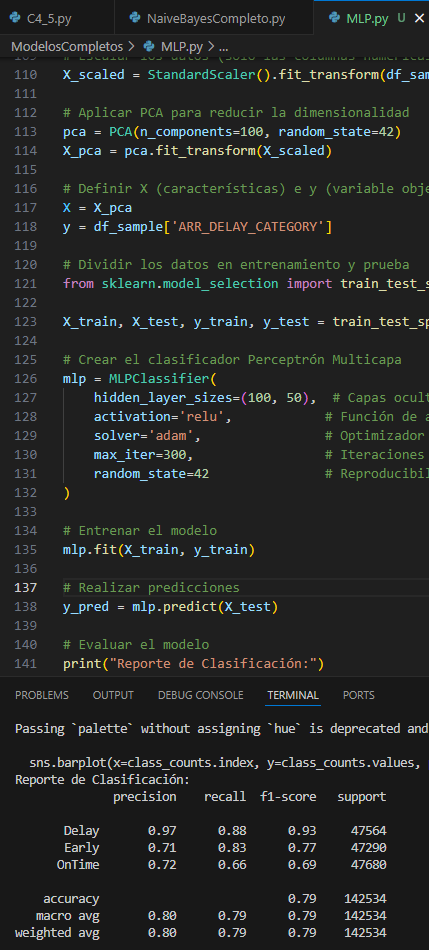 C4_5.py NaiveBayesCompleto.py MLP.py U
ModelosCompletos > MLP.py > ...
110 X_scaled = StandardScaler().fit_transform(df_sam
111
112 # Aplicar PCA para reducir la dimensionalidad
113 pca = PCA(n_components=100, random_state=42)
114 X_pca = pca.fit_transform(X_scaled)
115
116 # Definir X (características) e y (variable obje
117 X = X_pca
118 y = df_sample['ARR_DELAY_CATEGORY']
119
120 # Dividir los datos en entrenamiento y prueba
121 from sklearn.model_selection import train_test_s
122
123 X_train, X_test, y_train, y_test = train_test_sp
124
125 # Crear el clasificador Perceptrón Multicapa
126 mlp = MLPClassifier(
127 hidden_layer_sizes=(100, 50), # Capas ocult
128 activation='relu', # Función de a
129 solver='adam', # Optimizador
130 max_iter=300, # Iteraciones
131 random_state=42 # Reproducibil
132 )
133
134 # Entrenar el modelo
135 mlp.fit(X_train, y_train)
136
137 # Realizar predicciones
138 y_pred = mlp.predict(X_test)
139
140 # Evaluar el modelo
141 print("Reporte de Clasificación:")
PROBLEMS OUTPUT DEBUG CONSOLE TERMINAL PORTS
Passing `palette` without assigning `hue` is deprecated and
sns.barplot(x=class_counts.index, y=class_counts.values,
Reporte de Clasificación:
precision recall f1-score support
Delay 0.97 0.88 0.93 47564
Early 0.71 0.83 0.77 47290
OnTime 0.72 0.66 0.69 47680
accuracy 0.79 142534
macro avg 0.80 0.79 0.79 142534
weighted avg 0.80 0.79 0.79 142534